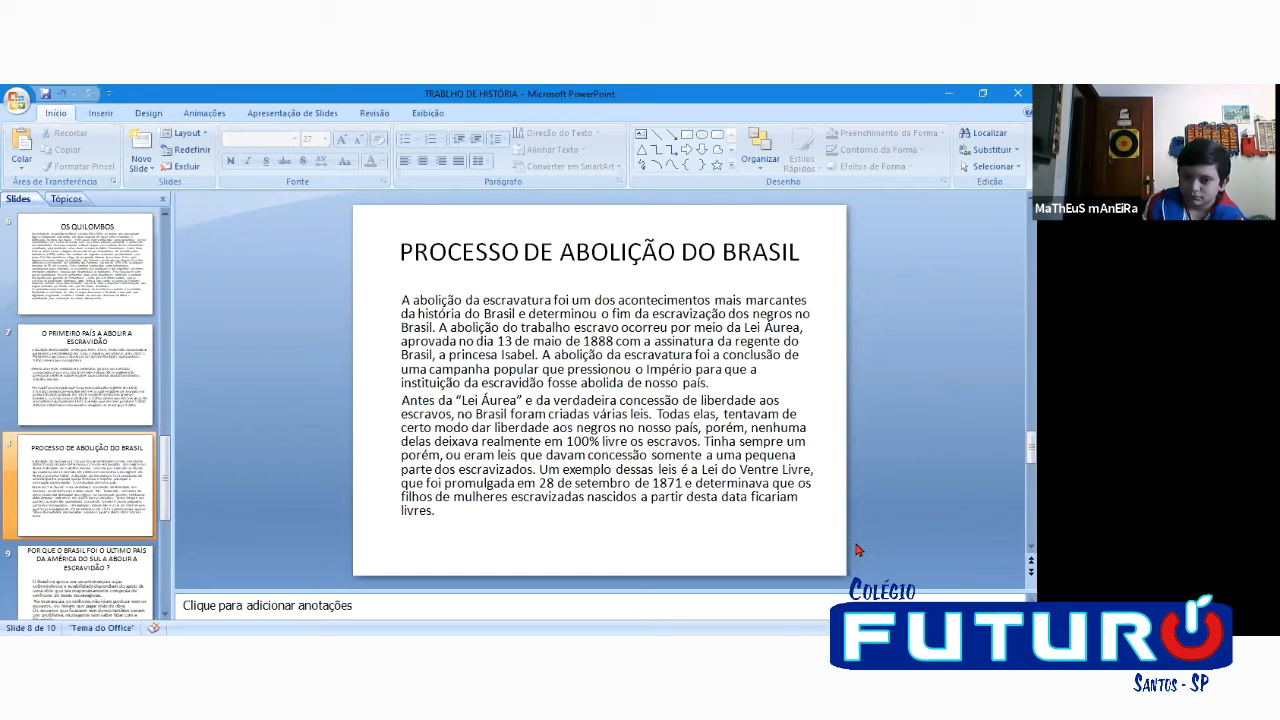 TRABLHO DE HISTÓRIA - Microsoft PowerPoint
Início Inserir Design Animações Apresentação de Slides Revisão Exibição
Colar
Recortar
Copiar
Formatar Pincel
Área de Transferência
Novo
Slide
Layout
Redefinir
Excluir
Slides
27
Fonte
Direção do Texto
Alinhar Texto
Converter em SmartArt
Parágrafo
Organizar
Estilos
Rápidos
Preenchimento da Forma
Contorno da Forma
Efeitos de Forma
Desenho
Localizar
Substituir
Selecionar
Edição
Slides Tópicos
6
OS QUILOMBOS
7
O PRIMEIRO PAÍS A ABOLIR A
ESCRAVIDÃO
8
PROCESSO DE ABOLIÇÃO DO BRASIL
9
POR QUE O BRASIL FOI O ÚLTIMO PAÍS
DA AMÉRICA DO SUL A ABOLIR A
ESCRAVIDÃO ?
PROCESSO DE ABOLIÇÃO DO BRASIL
A abolição da escravatura foi um dos acontecimentos mais marcantes
da história do Brasil e determinou o fim da escravização dos negros no
Brasil. A abolição do trabalho escravo ocorreu por meio da Lei Áurea,
aprovada no dia 13 de maio de 1888 com a assinatura da regente do
Brasil, a princesa Isabel. A abolição da escravatura foi a conclusão de
uma campanha popular que pressionou o Império para que a
instituição da escravidão fosse abolida de nosso país.
Antes da “Lei Áurea” e da verdadeira concessão de liberdade aos
escravos, no Brasil foram criadas várias leis. Todas elas, tentavam de
certo modo dar liberdade aos negros no nosso país, porém, nenhuma
delas deixava realmente em 100% livre os escravos. Tinha sempre um
porém, ou eram leis que davam concessão somente a uma pequena
parte dos escravizados. Um exemplo dessas leis é a Lei do Ventre Livre,
que foi promulgada em 28 de setembro de 1871 e determinava que os
filhos de mulheres escravizadas nascidos a partir desta data ficariam
livres.
Clique para adicionar anotações
Slide 8 de 10 "Tema do Office"
MaThEuS mAnEiRa
COLÉGIO
FUTURO
SANTOS - SP